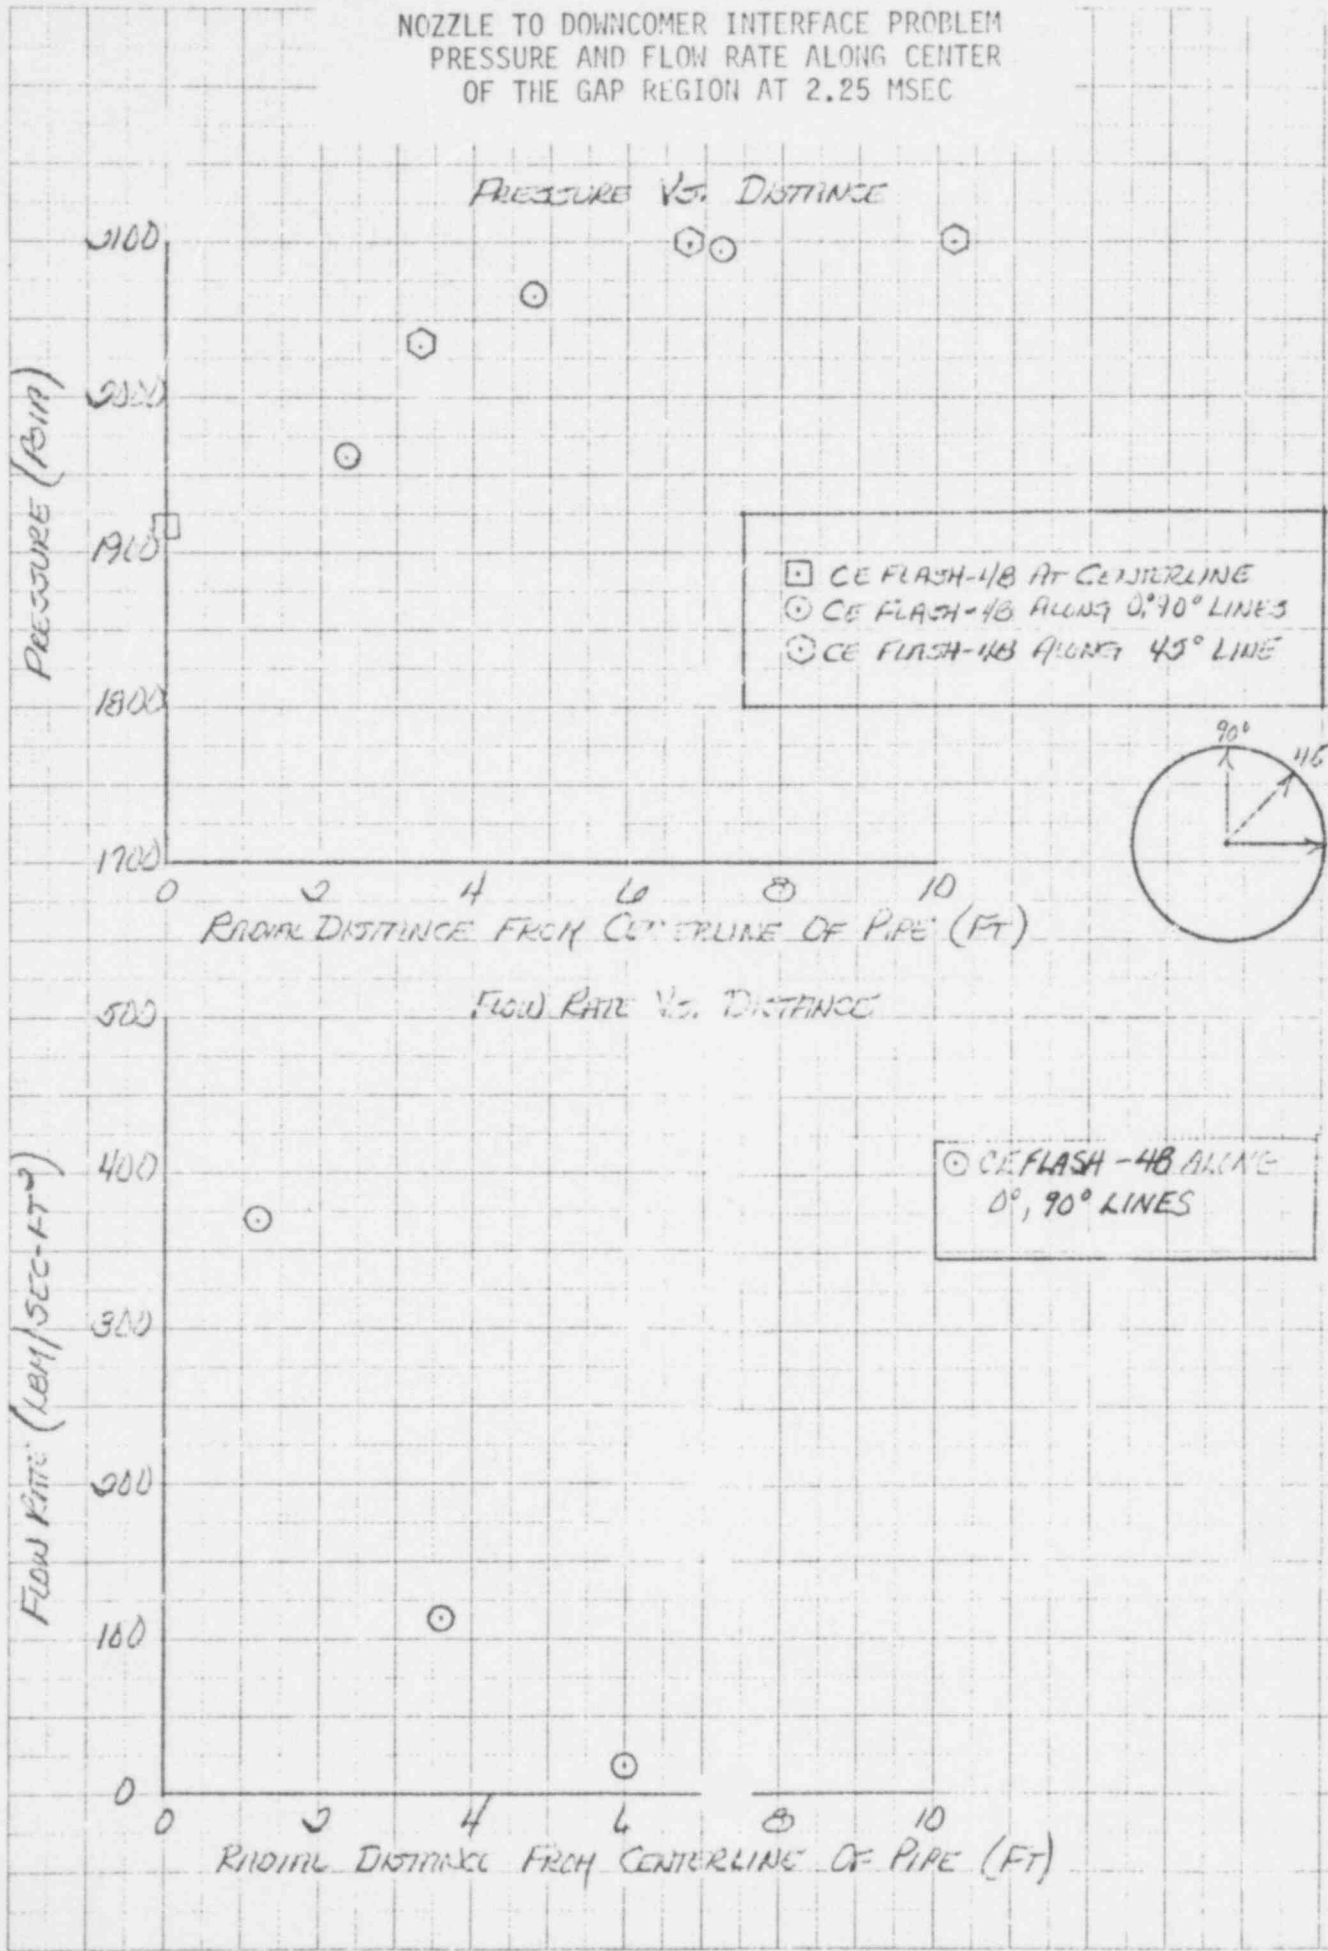 NOZZLE TO DOWNCOMER INTERFACE PROBLEM
PRESSURE AND FLOW RATE ALONG CENTER
OF THE GAP REGION AT 2.25 MSEC
PRESSURE VS. DISTANCE
2100
2000
1900
1800
1700
PRESSURE (PSIA)
⊡ CE FLASH-4B AT CENTERLINE
⊙ CE FLASH-4B ALONG 0°, 90° LINES
CE FLASH-4B ALONG 45° LINE
90°
45
0 2 4 6 8 10
RADIAL DISTANCE FROM CENTERLINE OF PIPE (FT)
FLOW RATE VS. DISTANCE
500
400
300
200
100
0
FLOW RATE (LBM/SEC-FT²)
⊙ CEFLASH-4B ALONG
0°, 90° LINES
0 2 4 6 8 10
RADIAL DISTANCE FROM CENTERLINE OF PIPE (FT)